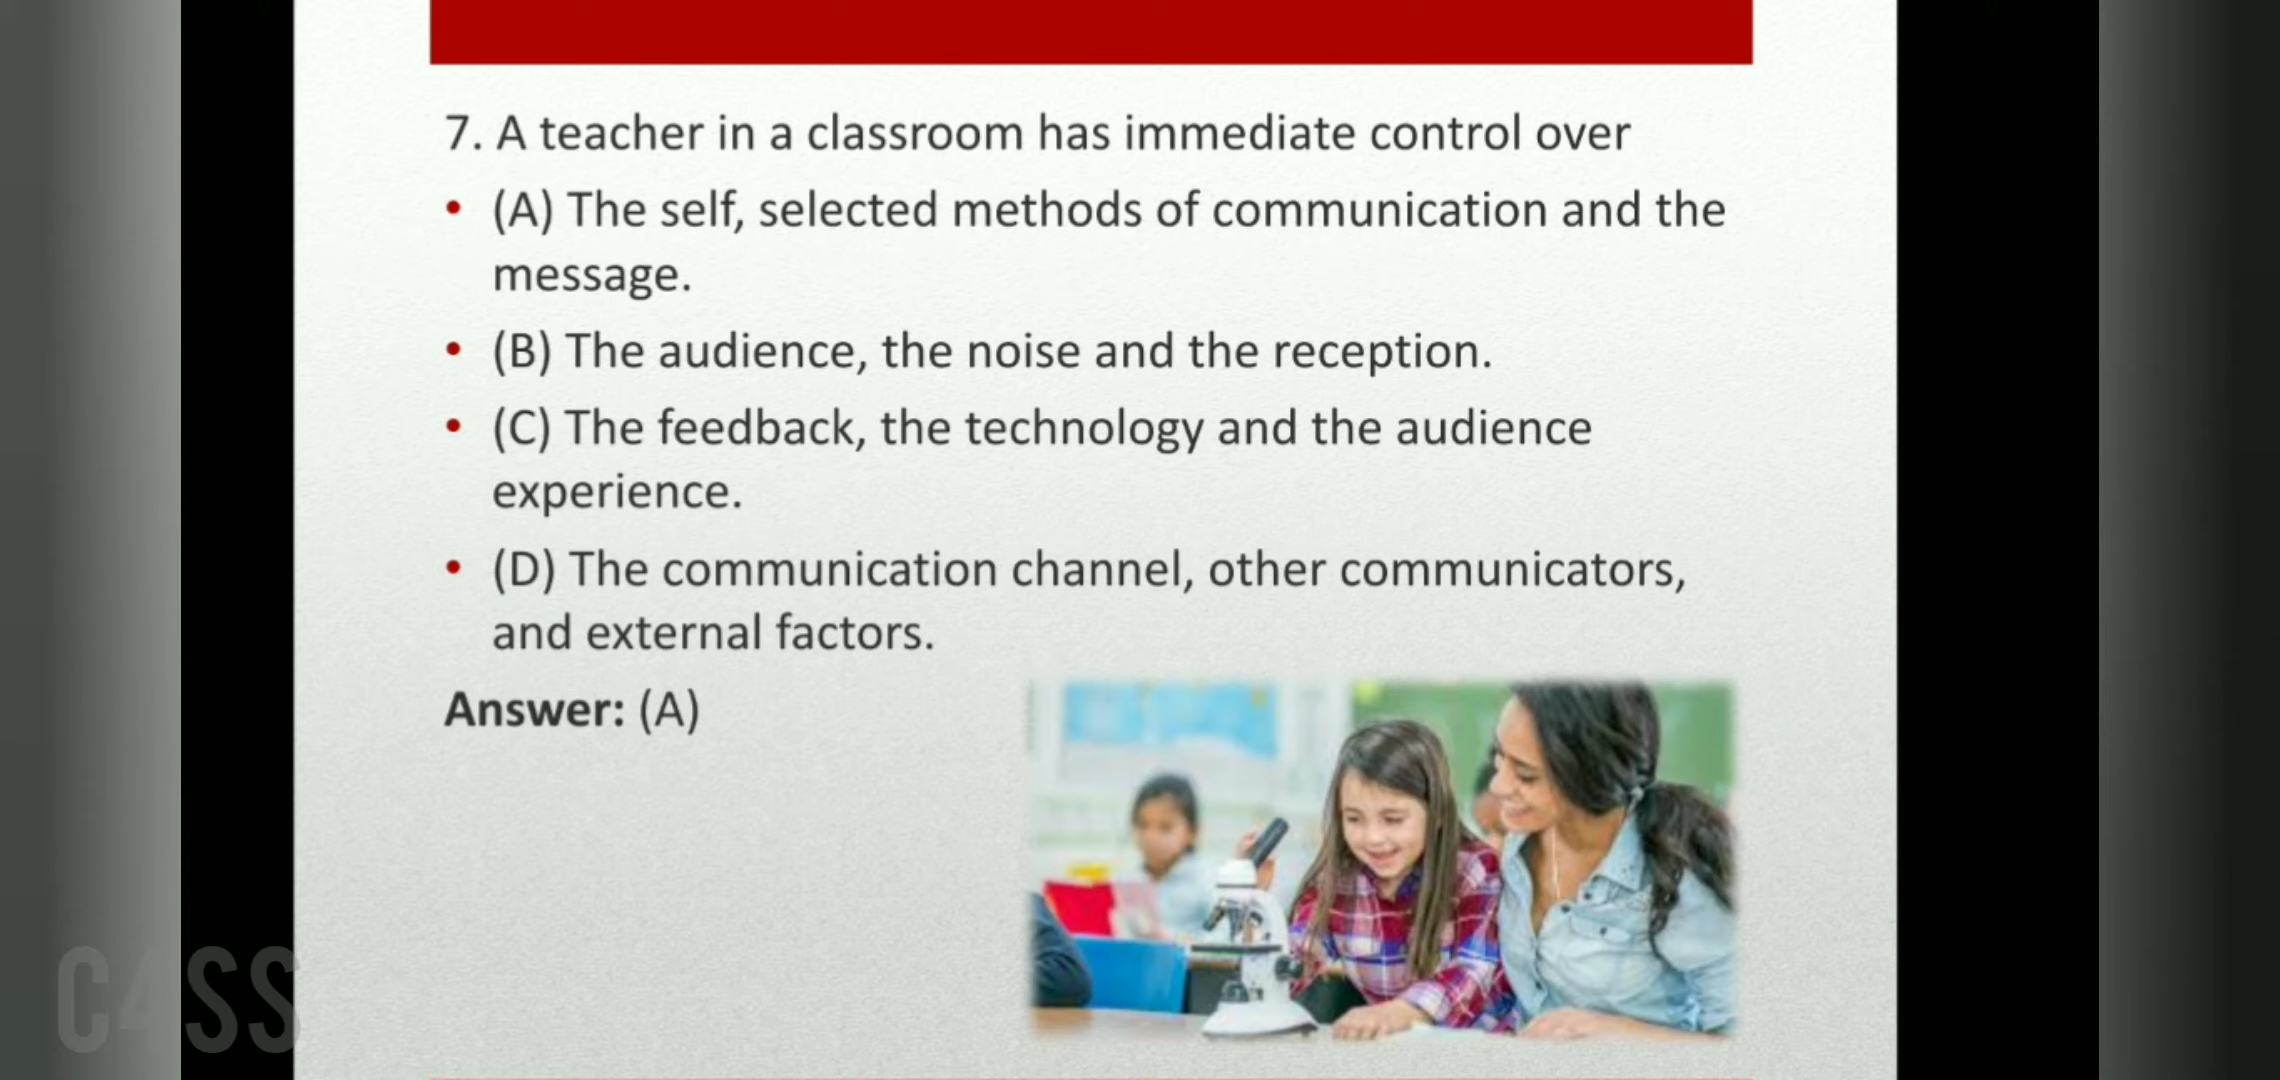 7. A teacher in a classroom has immediate control over
• (A) The self, selected methods of communication and the
message.
• (B) The audience, the noise and the reception.
• (C) The feedback, the technology and the audience
experience.
• (D) The communication channel, other communicators,
and external factors.
Answer: (A)
C4SS